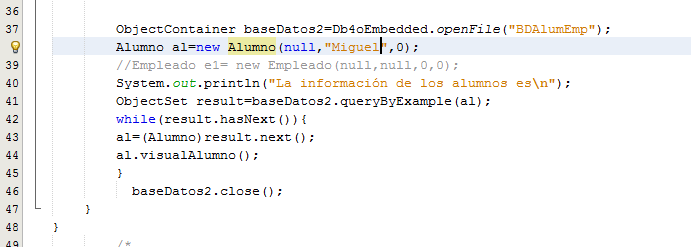 36
37 ObjectContainer baseDatos2=Db4oEmbedded.openFile("BDAlumEmp");
Alumno al=new Alumno(null,"Miguel",0);
39 //Empleado e1= new Empleado(null,null,0,0);
40 System.out.println("La información de los alumnos es\n");
41 ObjectSet result=baseDatos2.queryByExample(al);
42 while(result.hasNext()){
43 al=(Alumno)result.next();
44 al.visualAlumno();
45 }
46 baseDatos2.close();
47 }
48 }
49 /*